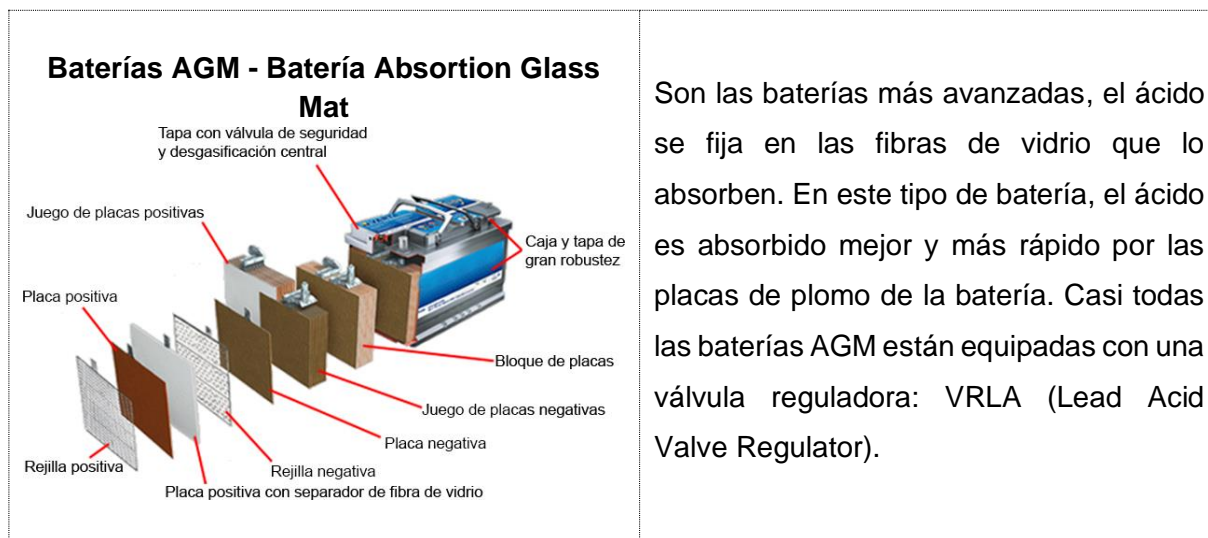 Baterías AGM - Batería Absortion Glass
Mat
Tapa con válvula de seguridad
y desgasificación central
Juego de placas positivas
Caja y tapa de
gran robustez
Placa positiva
Bloque de placas
Juego de placas negativas
Placa negativa
Rejilla positiva
Rejilla negativa
Placa positiva con separador de fibra de vidrio
Son las baterías más avanzadas, el ácido
se fija en las fibras de vidrio que lo
absorben. En este tipo de batería, el ácido
es absorbido mejor y más rápido por las
placas de plomo de la batería. Casi todas
las baterías AGM están equipadas con una
válvula reguladora: VRLA (Lead Acid
Valve Regulator).